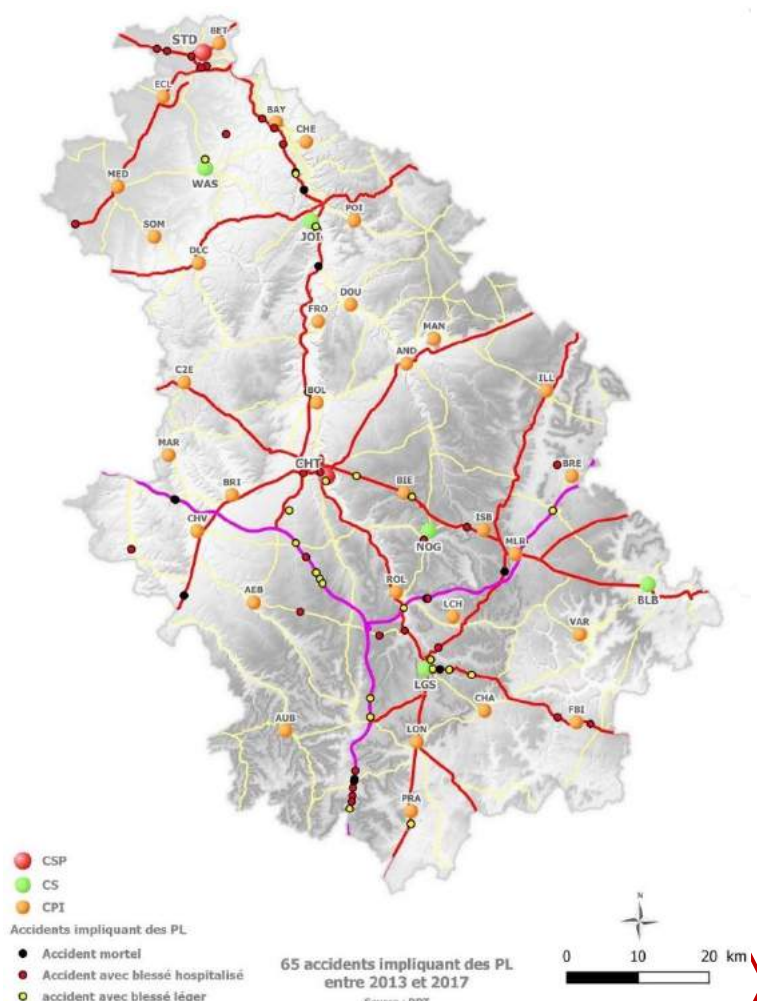 STD
BET
ECL
BAY
CHE
WAS
MED
SOM
JOI
POI
DLC
DOU
FRO
MAN
AND
C2E
ILL
BOL
MAR
CHT
BRE
BRI
BIE
CHV
NOG
ISB
MLR
ROL
BLB
AEB
LCH
VAR
LGS
CHA
FBI
AUB
LON
PRA
CSP
CS
CPI
Accidents impliquant des PL
Accident mortel
Accident avec blessé hospitalisé
accident avec blessé léger
65 accidents impliquant des PL
entre 2013 et 2017
N
0 10 20 km